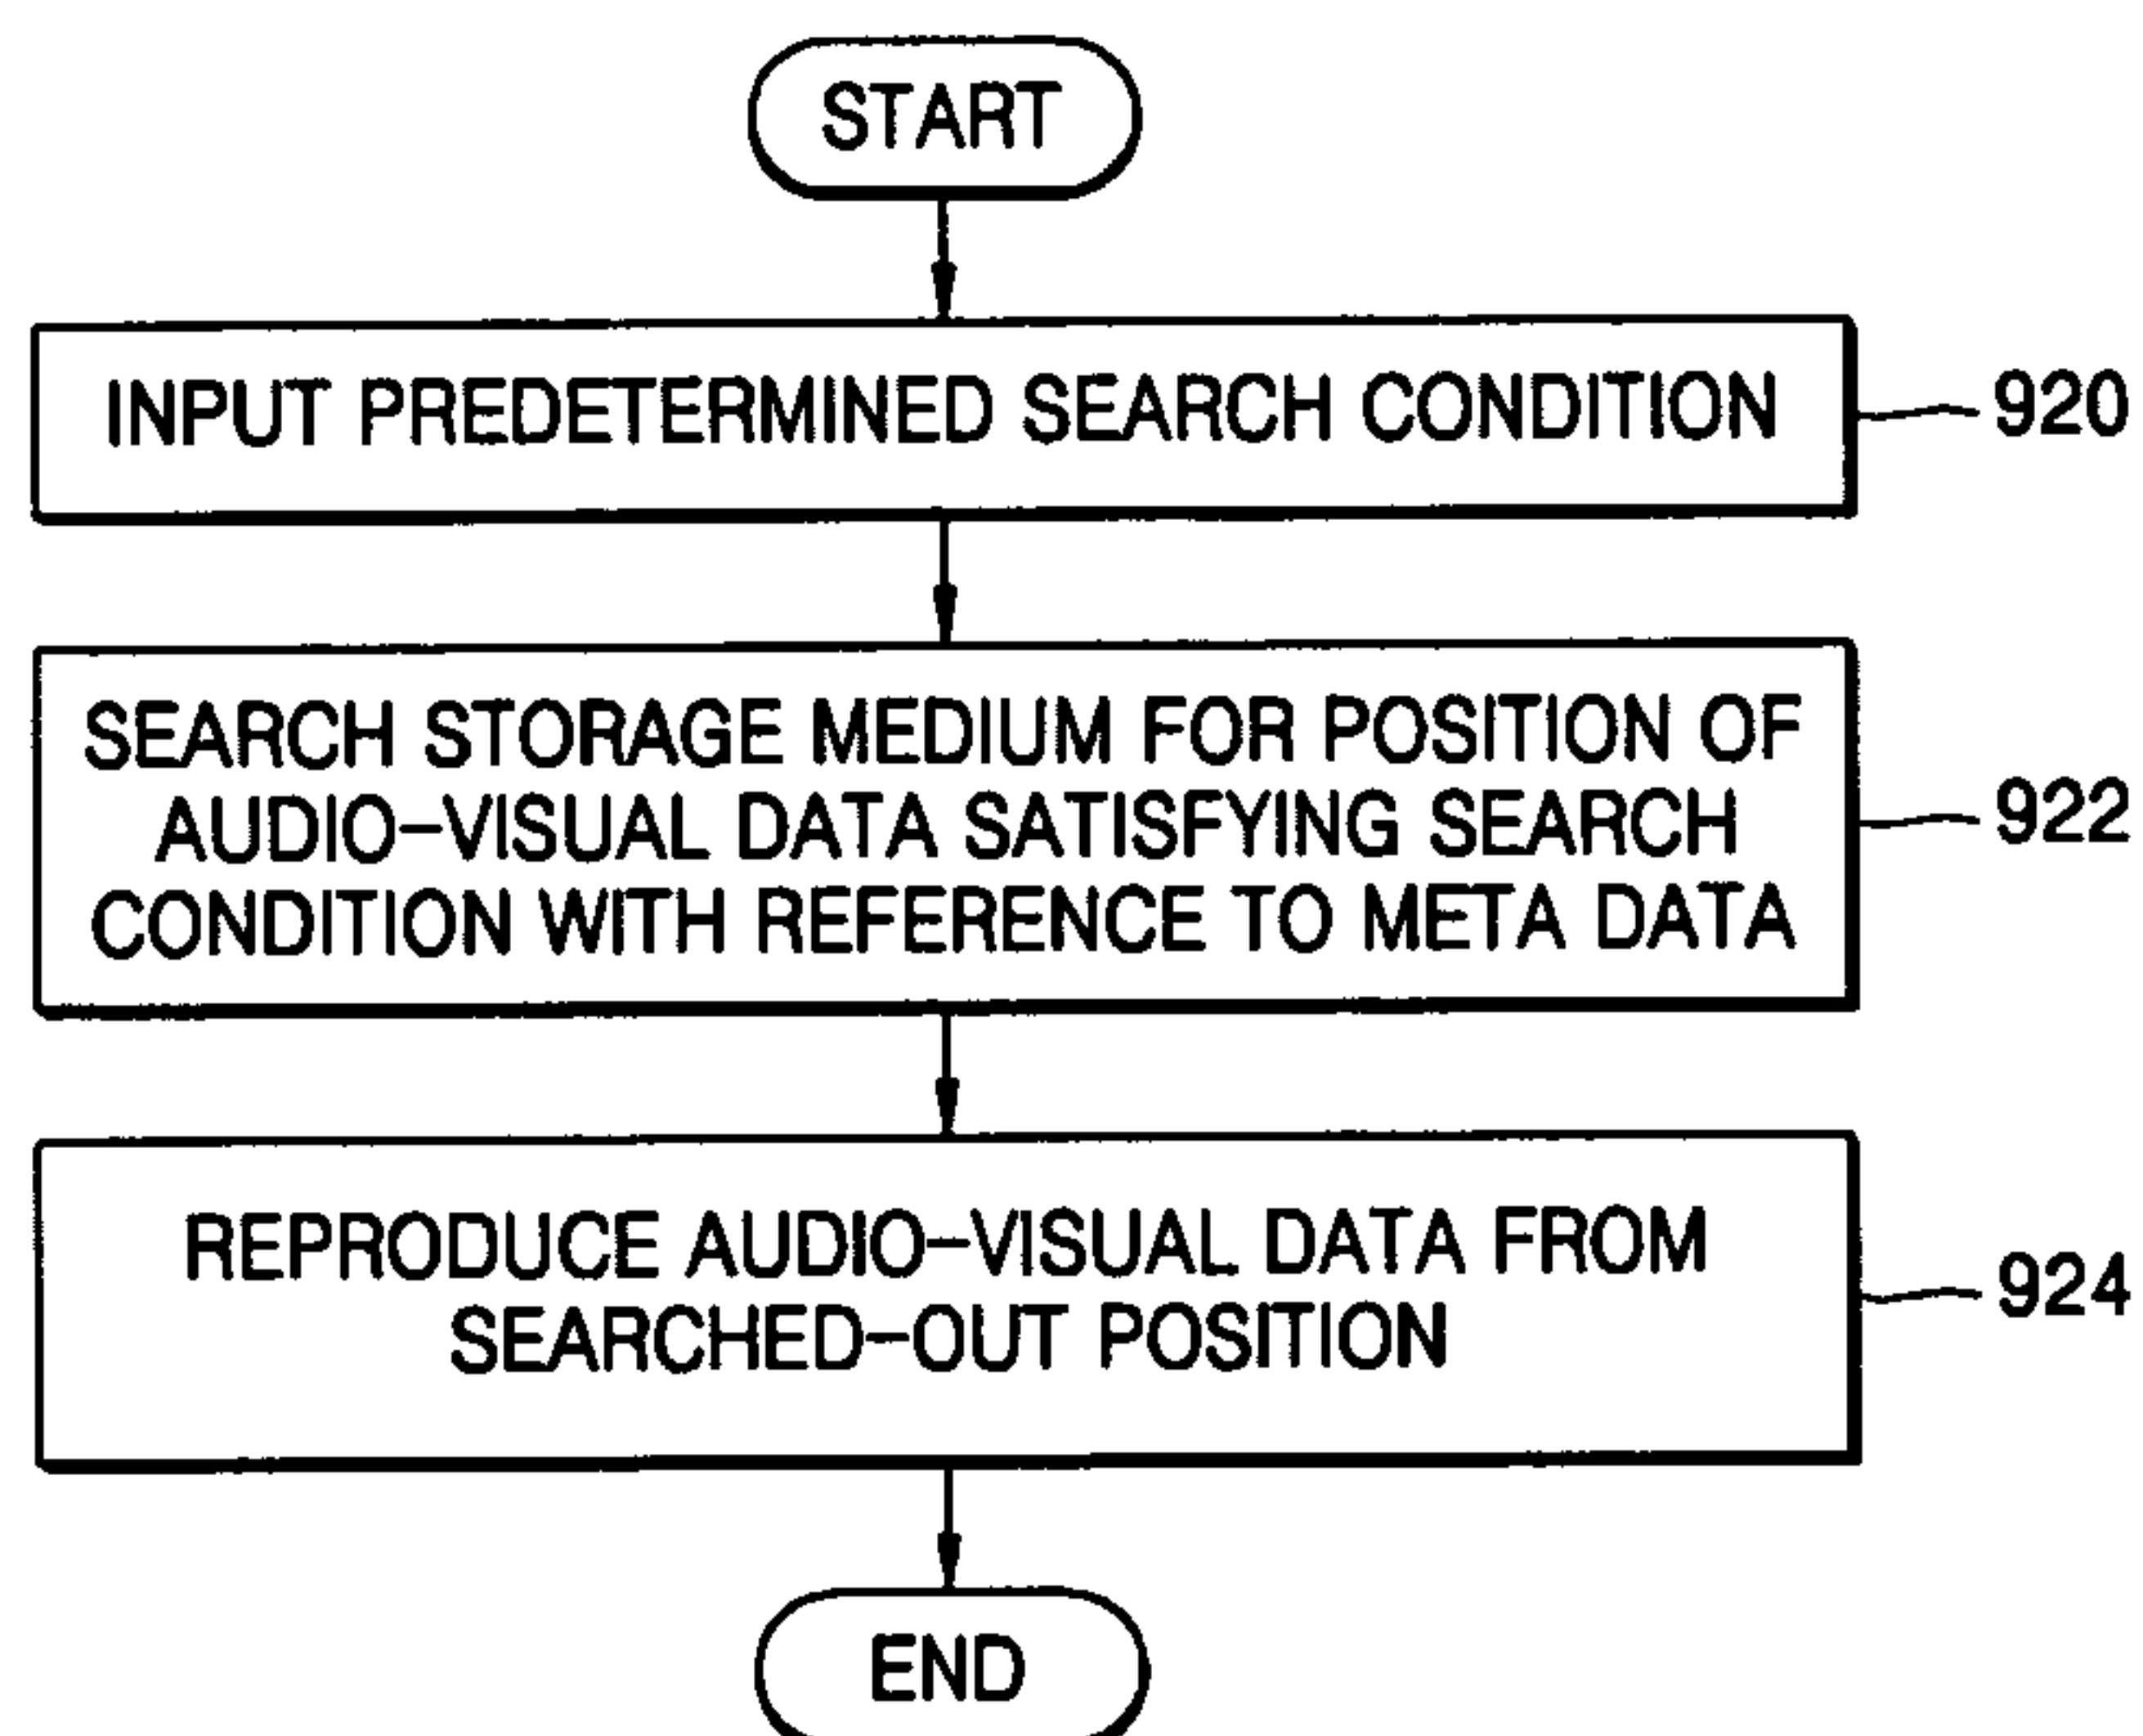 START
INPUT PREDETERMINED SEARCH CONDITION
920
SEARCH STORAGE MEDIUM FOR POSITION OF
AUDIO-VISUAL DATA SATISFYING SEARCH
CONDITION WITH REFERENCE TO META DATA
922
REPRODUCE AUDIO-VISUAL DATA FROM
SEARCHED-OUT POSITION
924
END